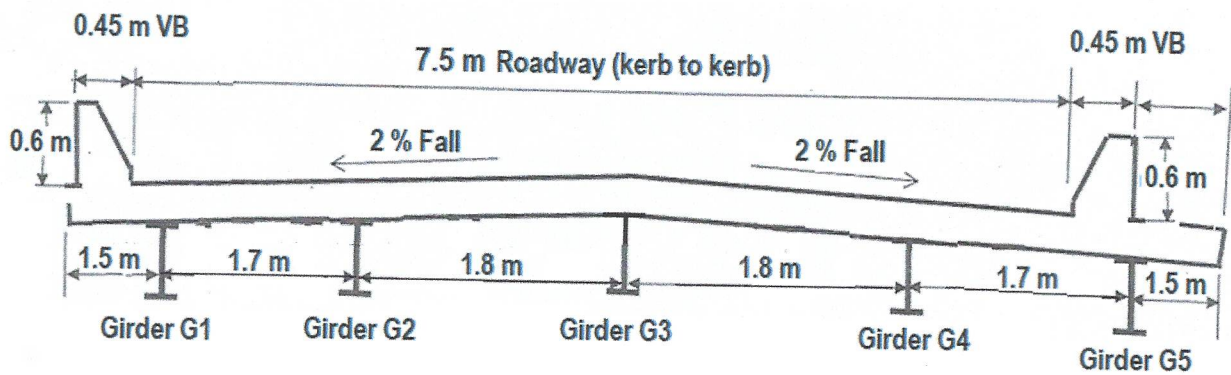 0.45 m VB
0.45 m VB
7.5 m Roadway (kerb to kerb)
0.6 m
2 % Fall
2 % Fall
0.6 m
1.5 m
1.7 m
1.8 m
1.8 m
1.7 m
1.5 m
Girder G1
Girder G2
Girder G3
Girder G4
Girder G5